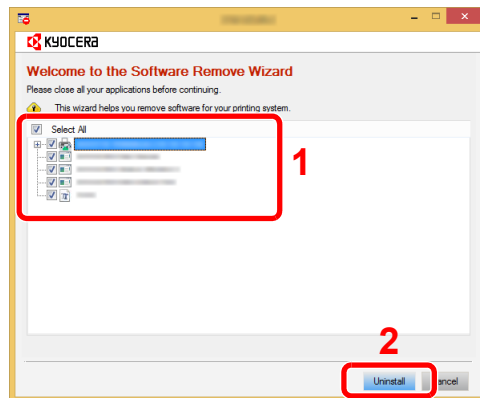 KYOCERA
Welcome to the Software Remove Wizard
Please close all your applications before continuing.
This wizard helps you remove software for your printing system.
Select All
1
2
Uninstall
ancel